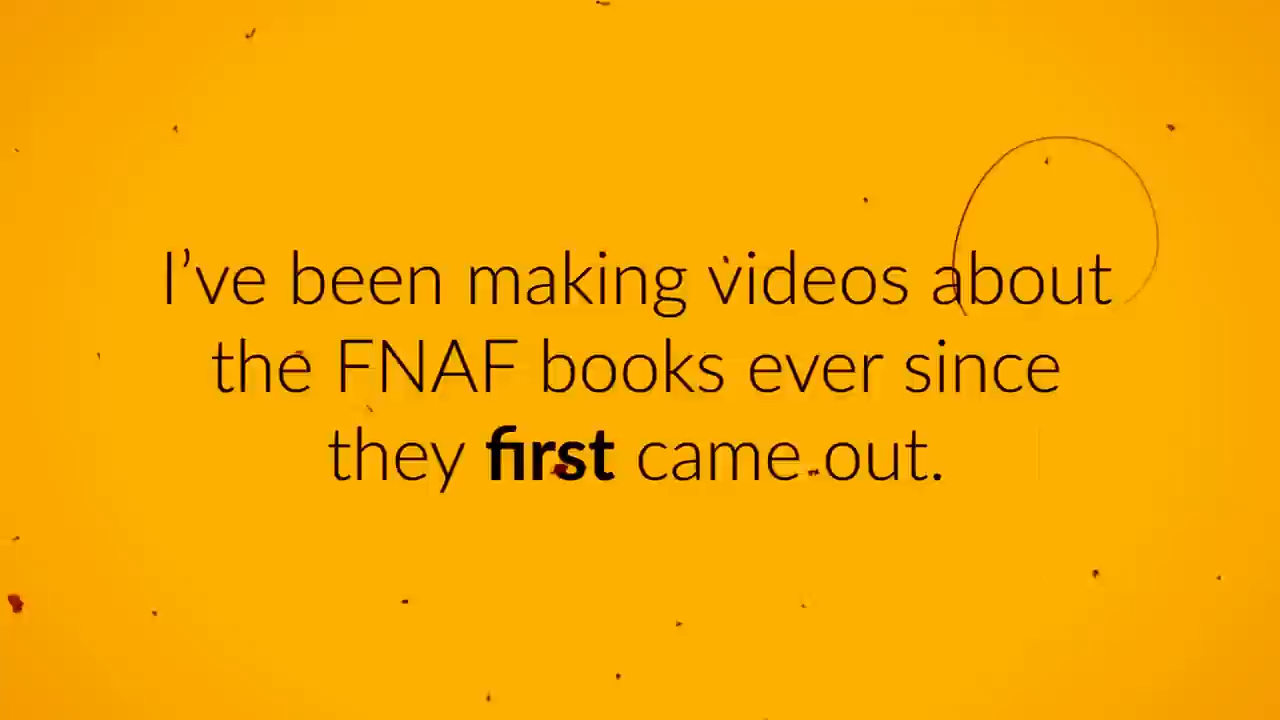 I’ve been making videos about
the FNAF books ever since
they first came out.